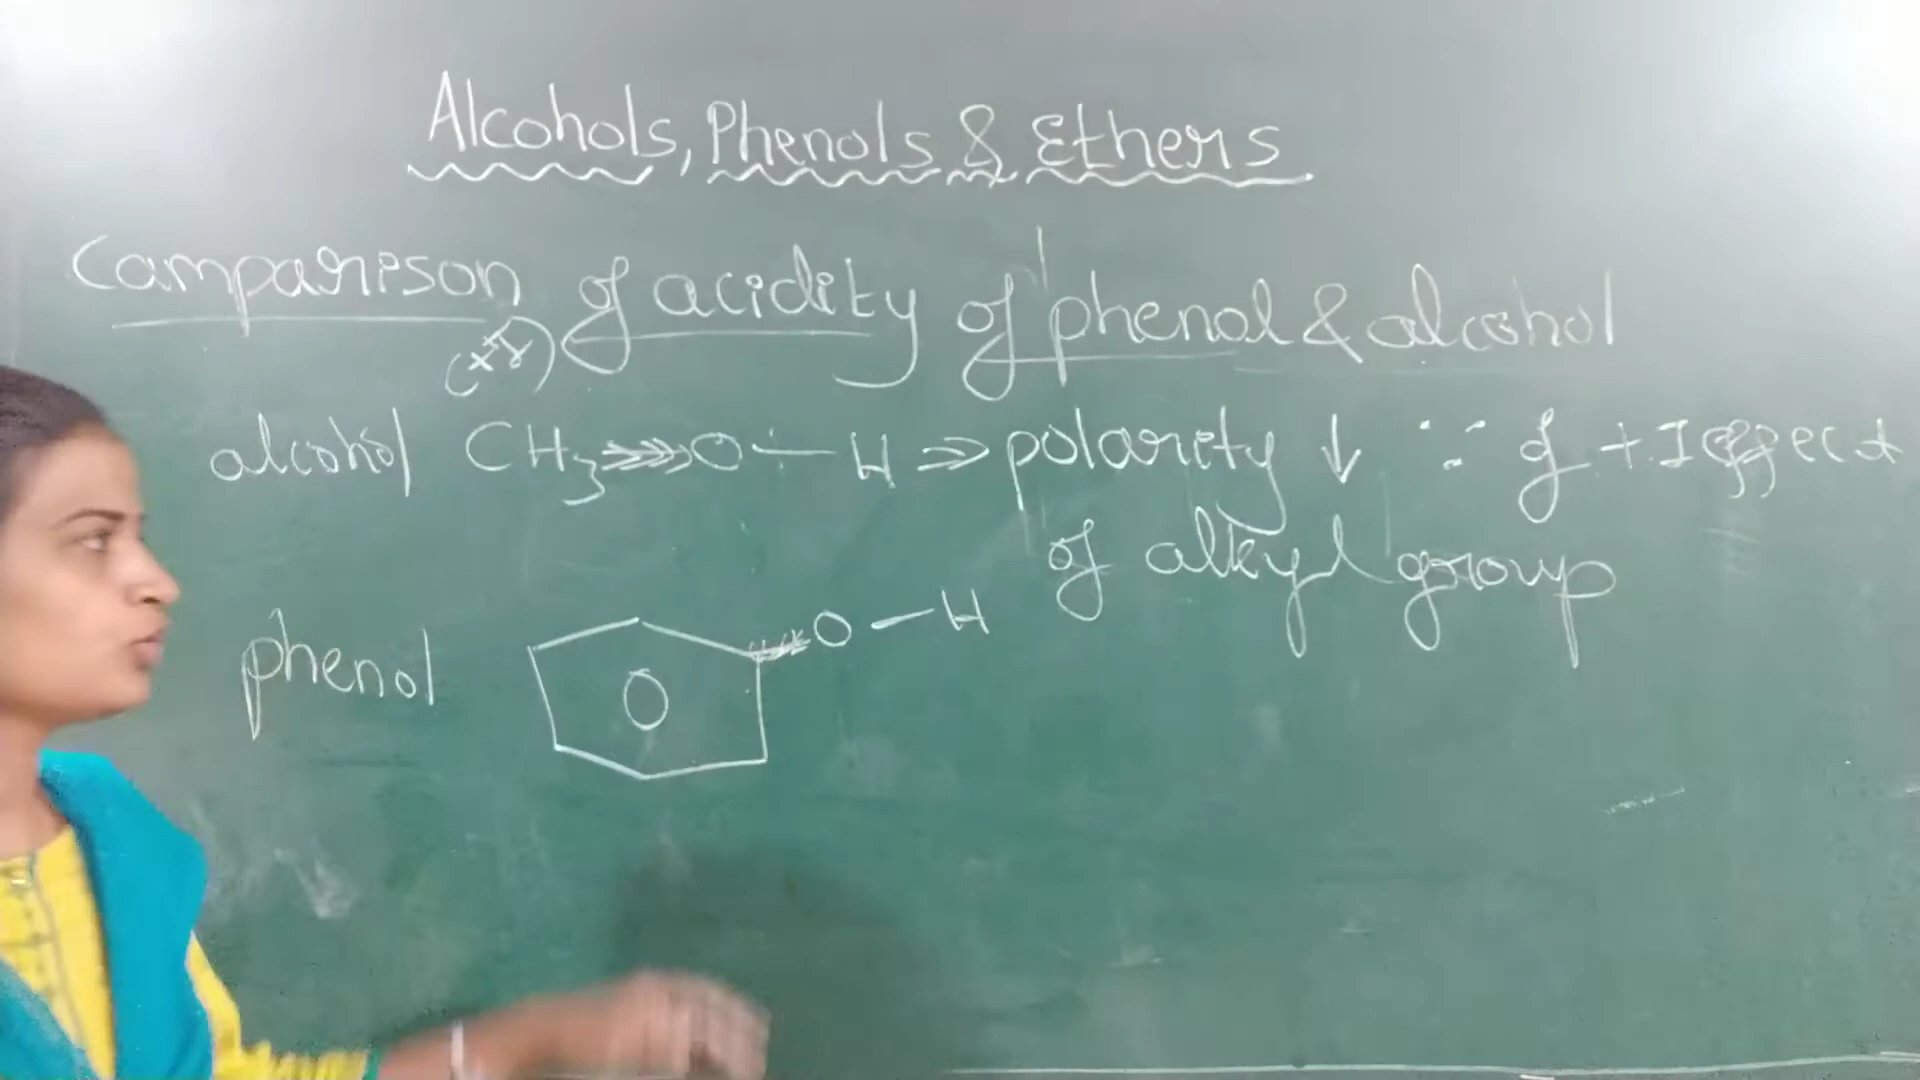 Alcohols, Phenols & Ethers
Comparison of acidity of phenol & alcohol
alcohol CH3 O — H ⇒ polarity ↓ ∵ of + I effect
of alkyl group
phenol O O — H